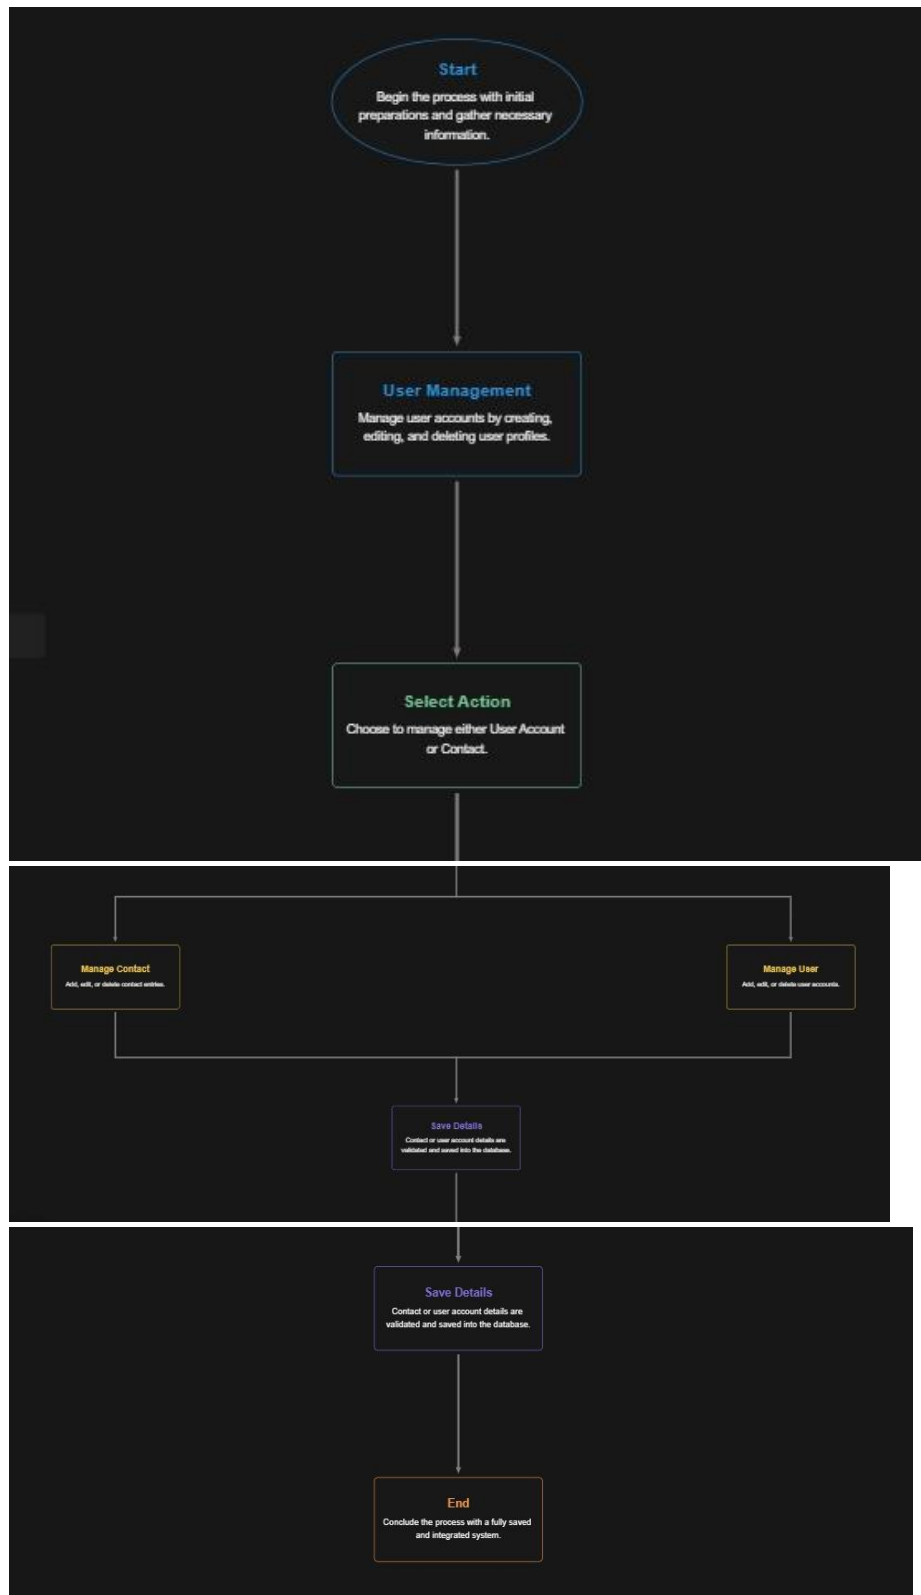 Start
Begin the process with initial
preparations and gather necessary
information.
User Management
Manage user accounts by creating,
editing, and deleting user profiles.
Select Action
Choose to manage either User Account
or Contact.
Manage Contact
Add, edit, or delete contact entries.
Manage User
Add, edit, or delete user accounts.
Save Details
Contact or user account details are
validated and saved into the database.
Save Details
Contact or user account details are
validated and saved into the database.
End
Conclude the process with a fully saved
and integrated system.